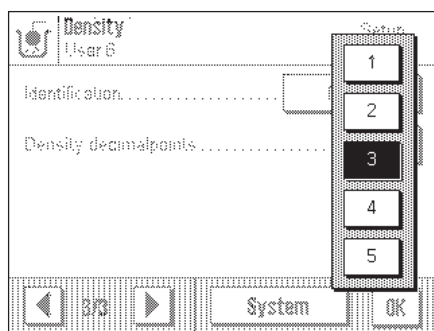 Density
Setup
User 6
1
Identification
2
Density decimalpoints
3
4
5
3/3
System
OK